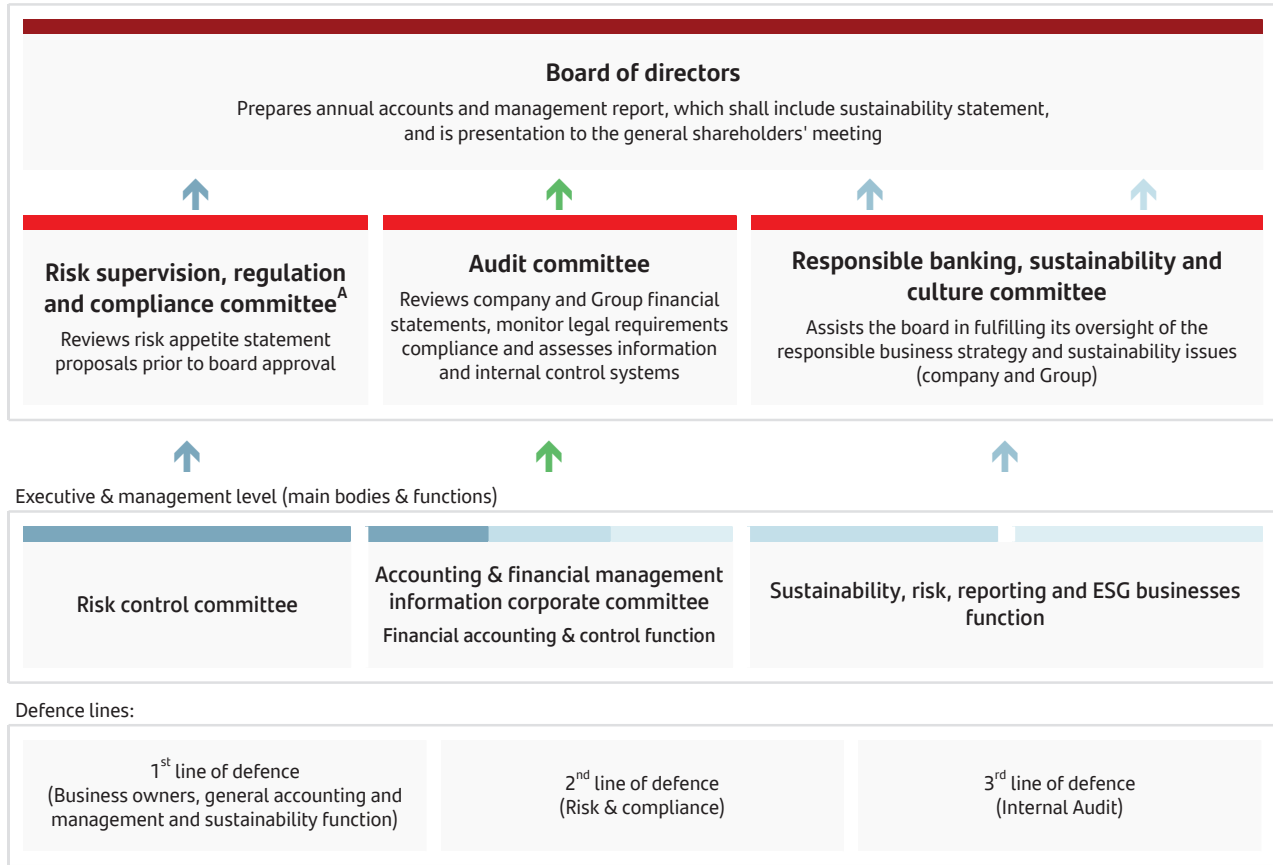 Board of directors
Prepares annual accounts and management report, which shall include sustainability statement,
and is presentation to the general shareholders' meeting
Risk supervision, regulation
and compliance committee^A
Reviews risk appetite statement
proposals prior to board approval
Audit committee
Reviews company and Group financial
statements, monitor legal requirements
compliance and assesses information
and internal control systems
Responsible banking, sustainability and
culture committee
Assists the board in fulfilling its oversight of the
responsible business strategy and sustainability issues
(company and Group)
Executive & management level (main bodies & functions)
Risk control committee
Accounting & financial management
information corporate committee
Financial accounting & control function
Sustainability, risk, reporting and ESG businesses
function
Defence lines:
1st line of defence
(Business owners, general accounting and
management and sustainability function)
2nd line of defence
(Risk & compliance)
3rd line of defence
(Internal Audit)